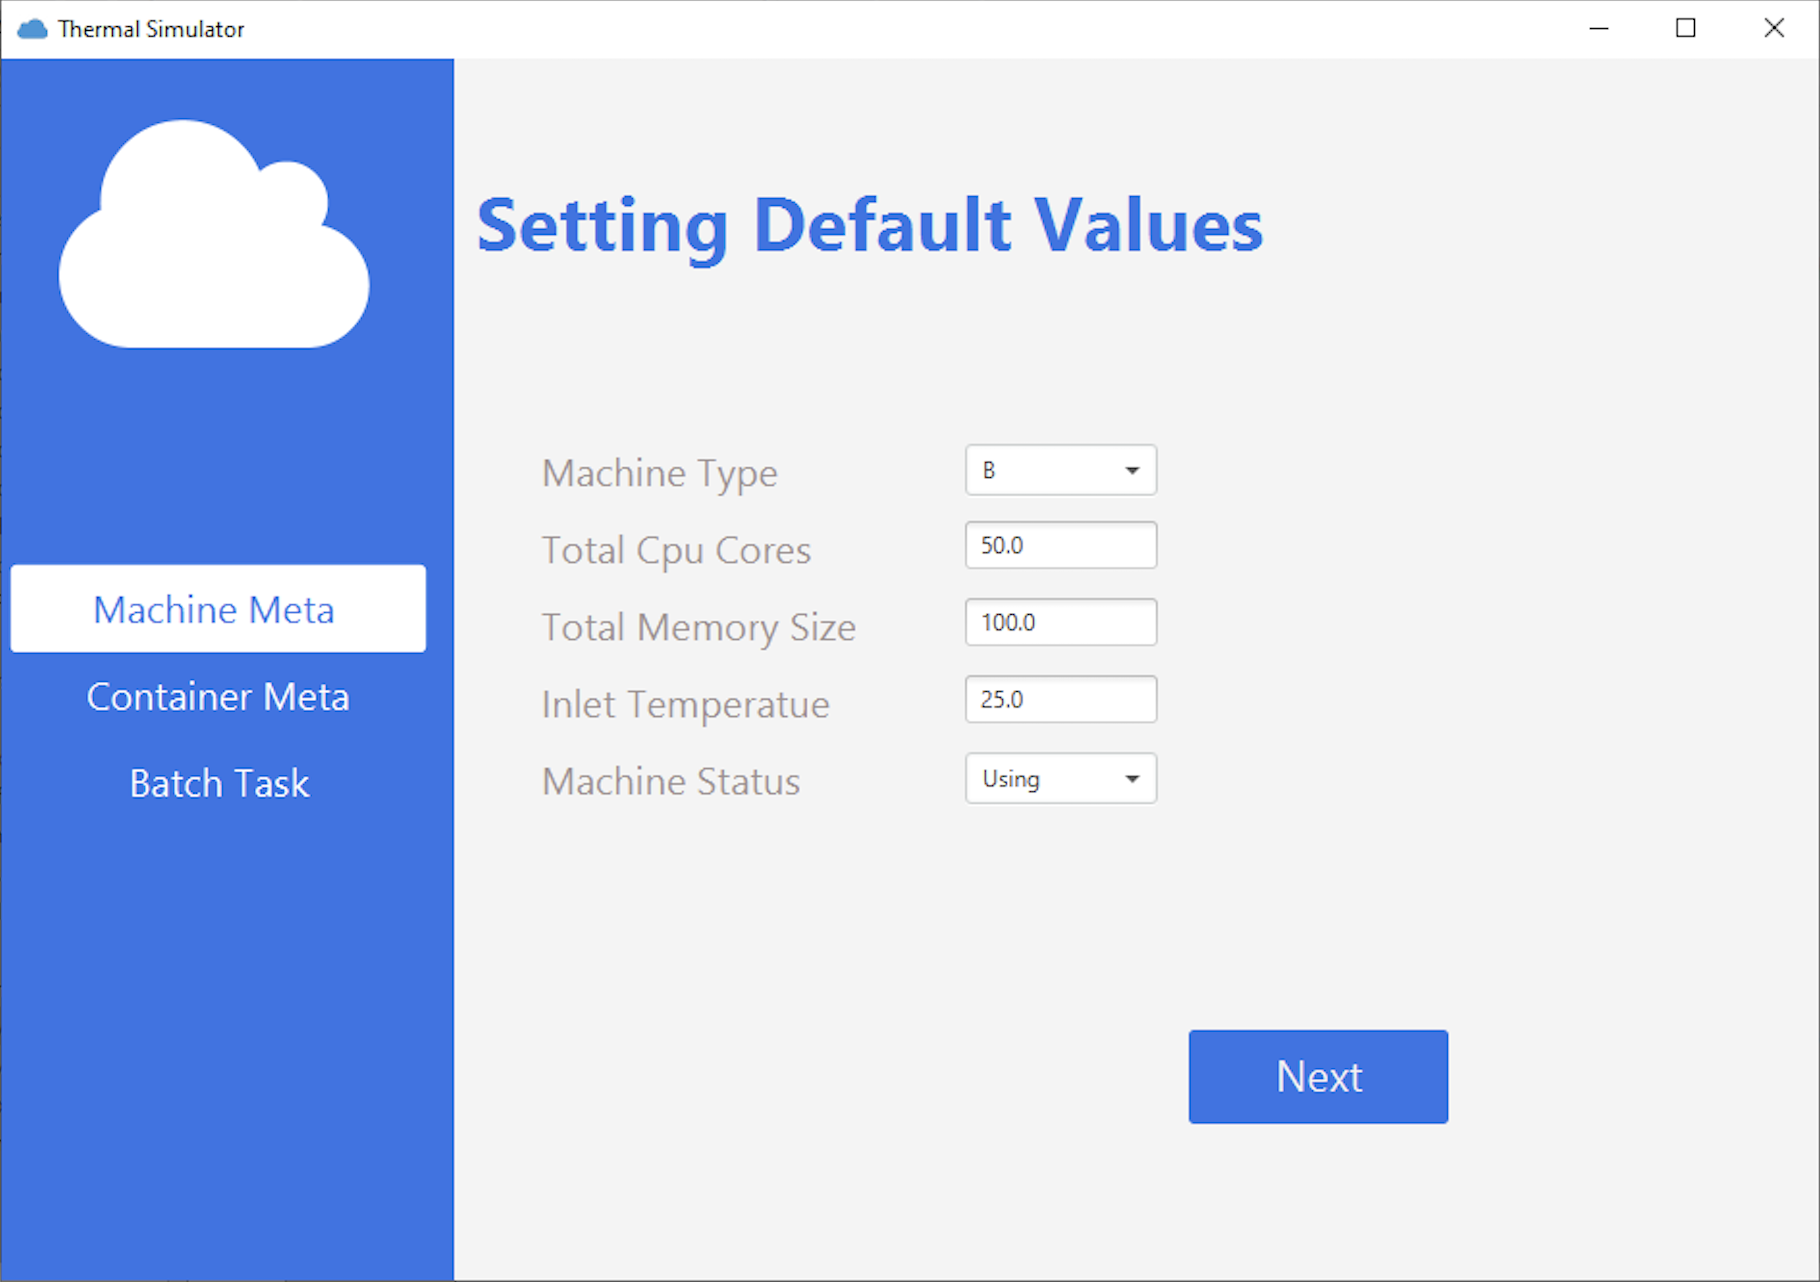 Thermal Simulator
Setting Default Values
Machine Type B
Total Cpu Cores 50.0
Machine Meta
Total Memory Size 100.0
Container Meta
Inlet Temperatue 25.0
Batch Task
Machine Status Using
Next